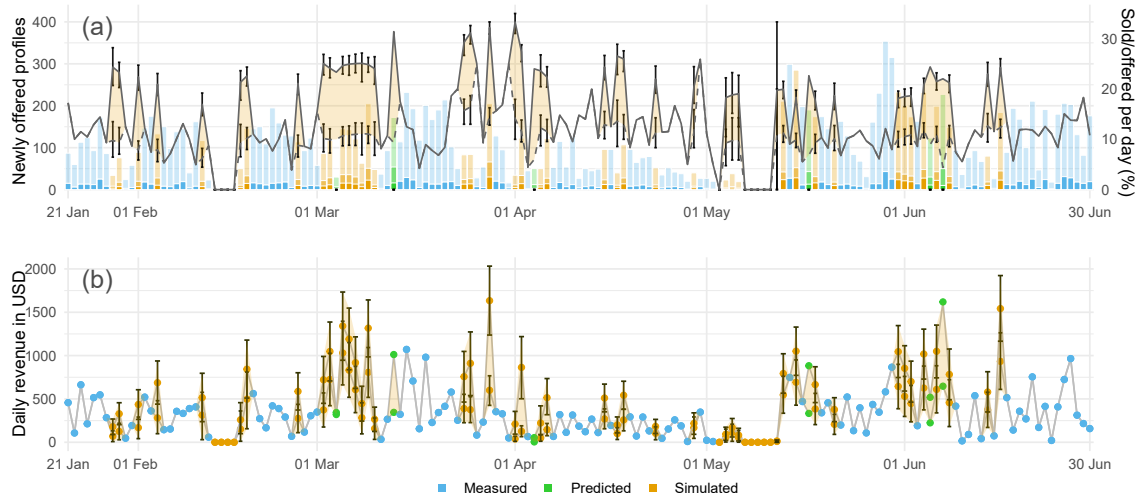 (a)
Newly offered profiles
400
300
200
100
0
Sold/offered per day (%)
30
20
10
0
21 Jan 01 Feb 01 Mar 01 Apr 01 May 01 Jun 30 Jun
(b)
Daily revenue in USD
2000
1500
1000
500
0
21 Jan 01 Feb 01 Mar 01 Apr 01 May 01 Jun 30 Jun
Measured Predicted Simulated